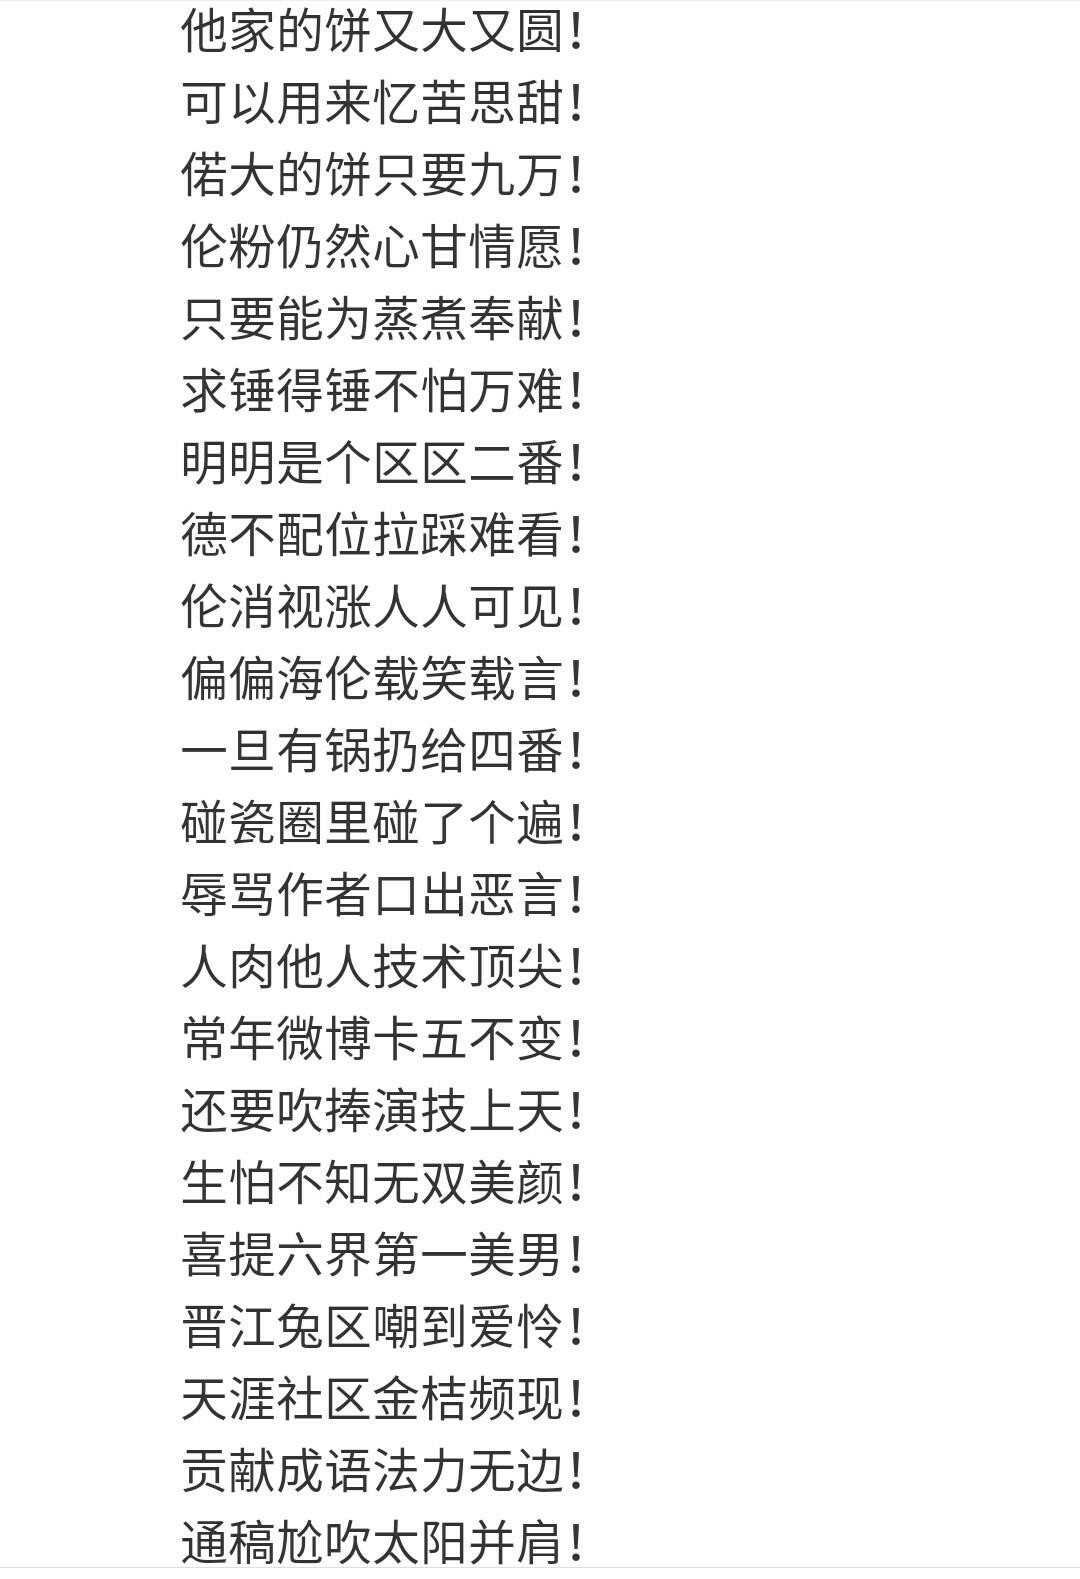 他家的饼又大又圆！
可以用来忆苦思甜！
偌大的饼只要九万！
伦粉仍然心甘情愿！
只要能为蒸煮奉献！
求锤得锤不怕万难！
明明是个区区二番！
德不配位拉踩难看！
伦消视涨人人可见！
偏偏海伦载笑载言！
一旦有锅扔给四番！
碰瓷圈里碰了个遍！
辱骂作者口出恶言！
人肉他人技术顶尖！
常年微博卡五不变！
还要吹捧演技上天！
生怕不知无双美颜！
喜提六界第一美男！
晋江兔区嘲到爱怜！
天涯社区金桔频现！
贡献成语法力无边！
通稿尬吹太阳并肩！